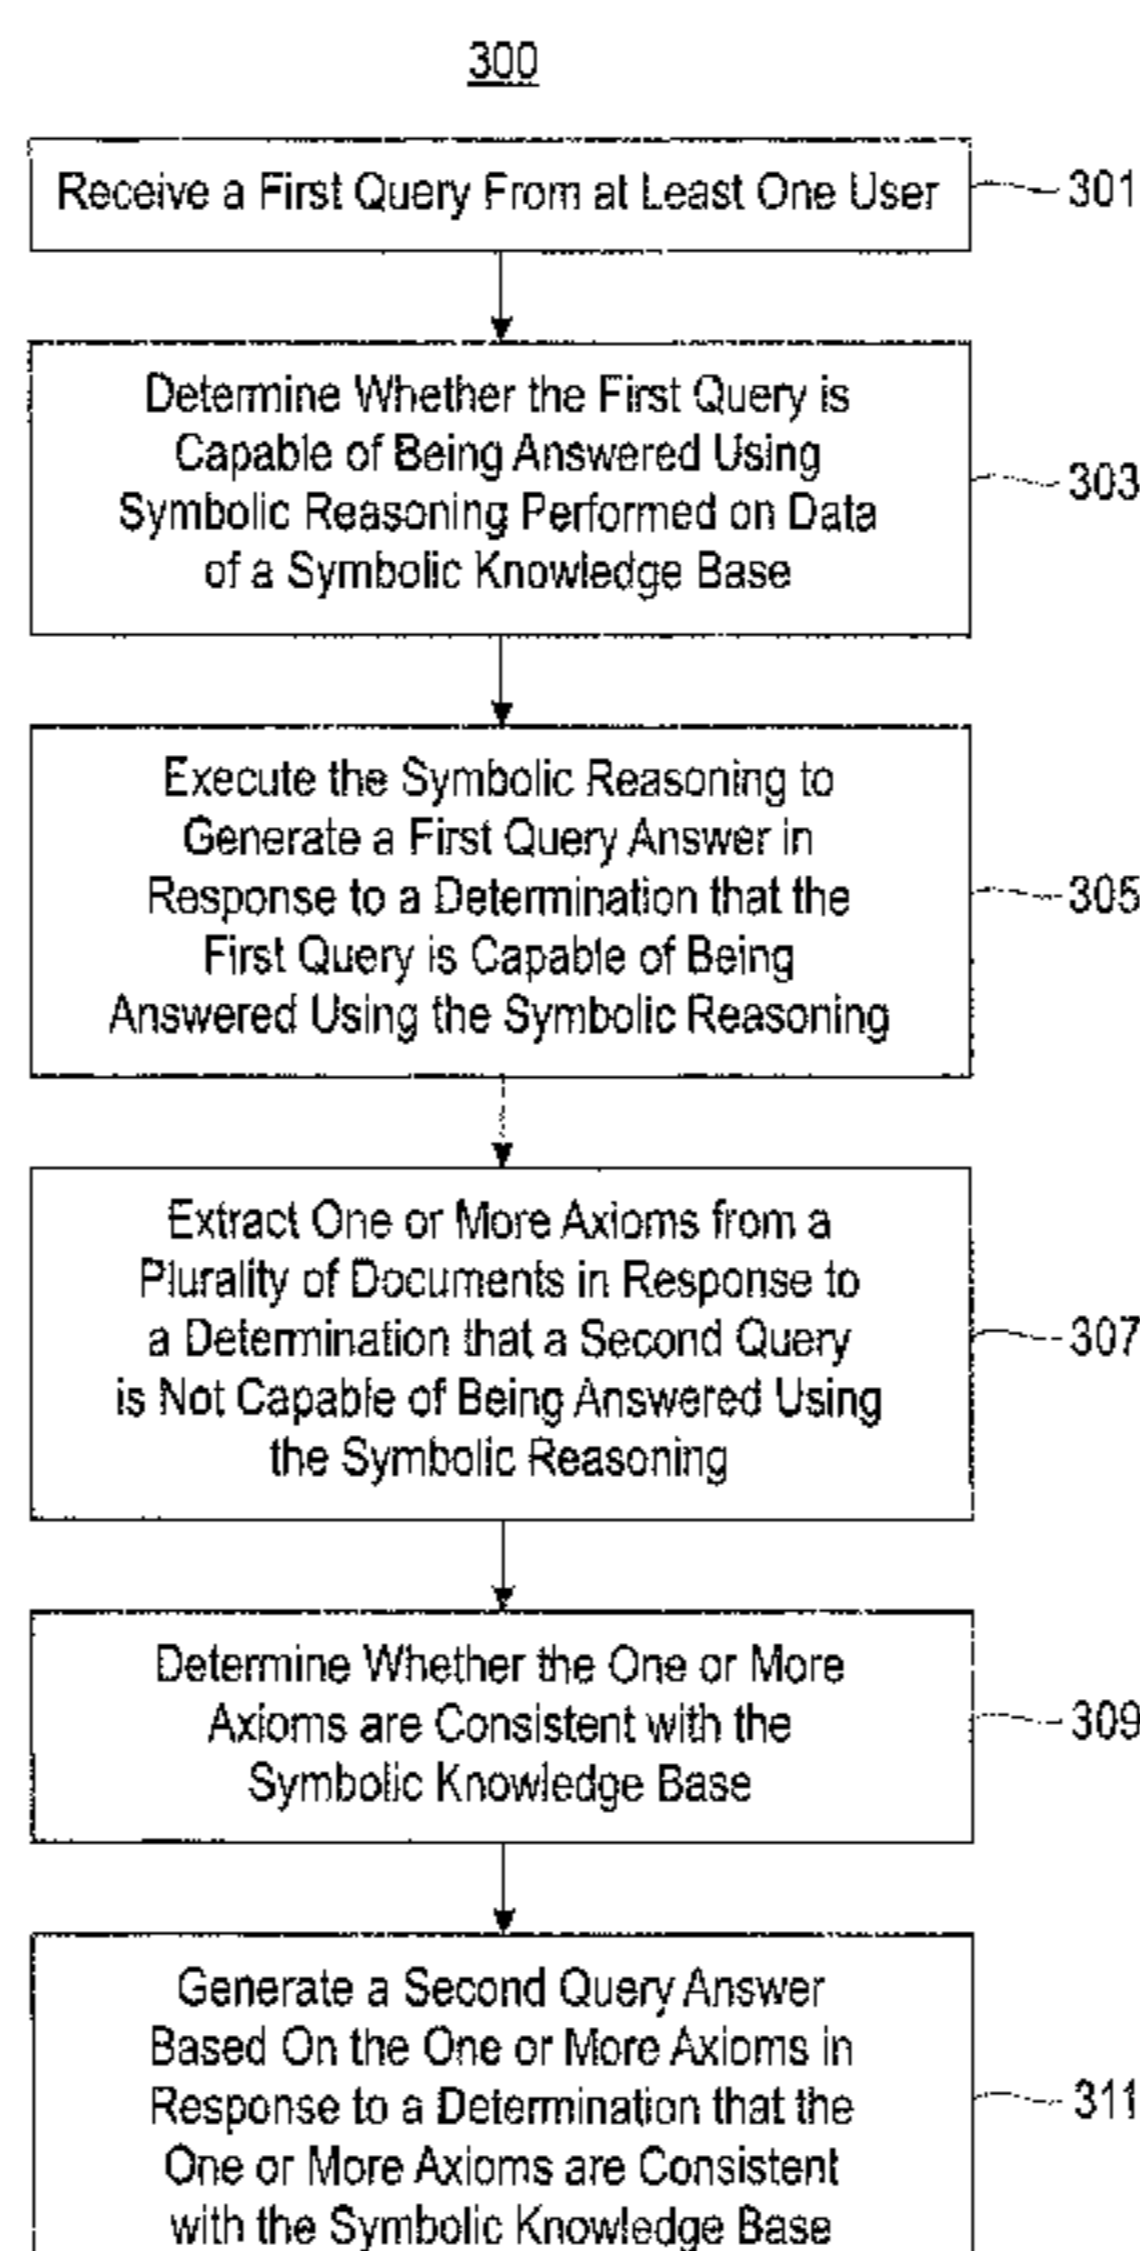 300
Receive a First Query From at Least One User
301
Determine Whether the First Query is
Capable of Being Answered Using
Symbolic Reasoning Performed on Data
of a Symbolic Knowledge Base
303
Execute the Symbolic Reasoning to
Generate a First Query Answer in
Response to a Determination that the
First Query is Capable of Being
Answered Using the Symbolic Reasoning
305
Extract One or More Axioms from a
Plurality of Documents in Response to
a Determination that a Second Query
is Not Capable of Being Answered Using
the Symbolic Reasoning
307
Determine Whether the One or More
Axioms are Consistent with the
Symbolic Knowledge Base
309
Generate a Second Query Answer
Based On the One or More Axioms in
Response to a Determination that the
One or More Axioms are Consistent
with the Symbolic Knowledge Base
311